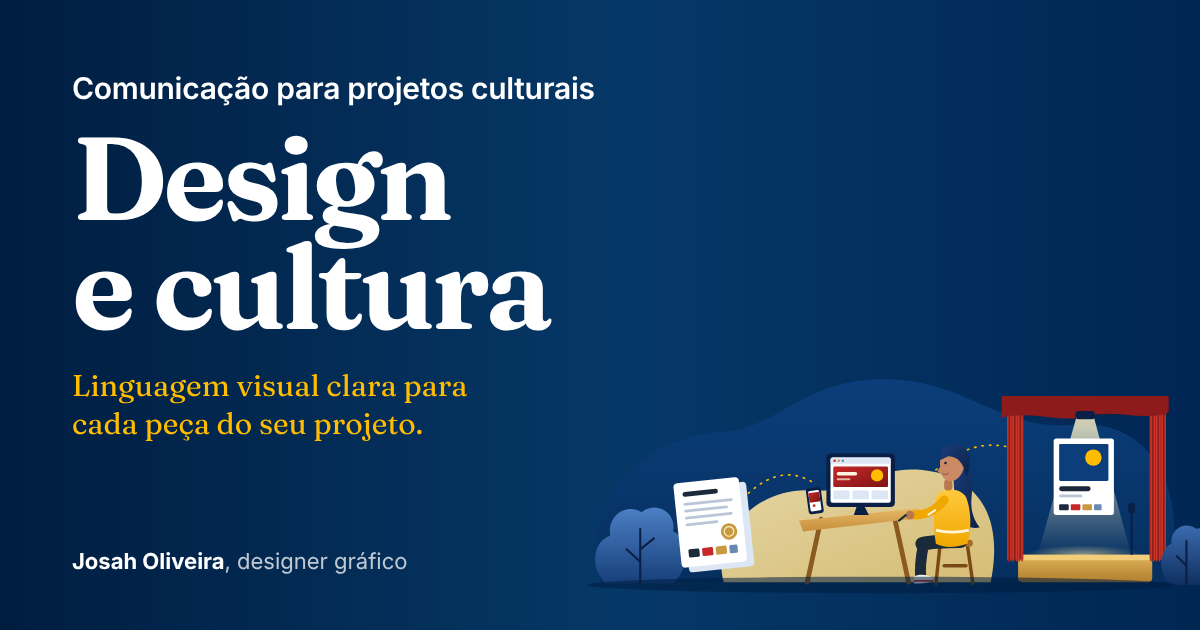 Comunicação para projetos culturais
Design
e cultura
Linguagem visual clara para
cada peça do seu projeto.
Josah Oliveira, designer gráfico